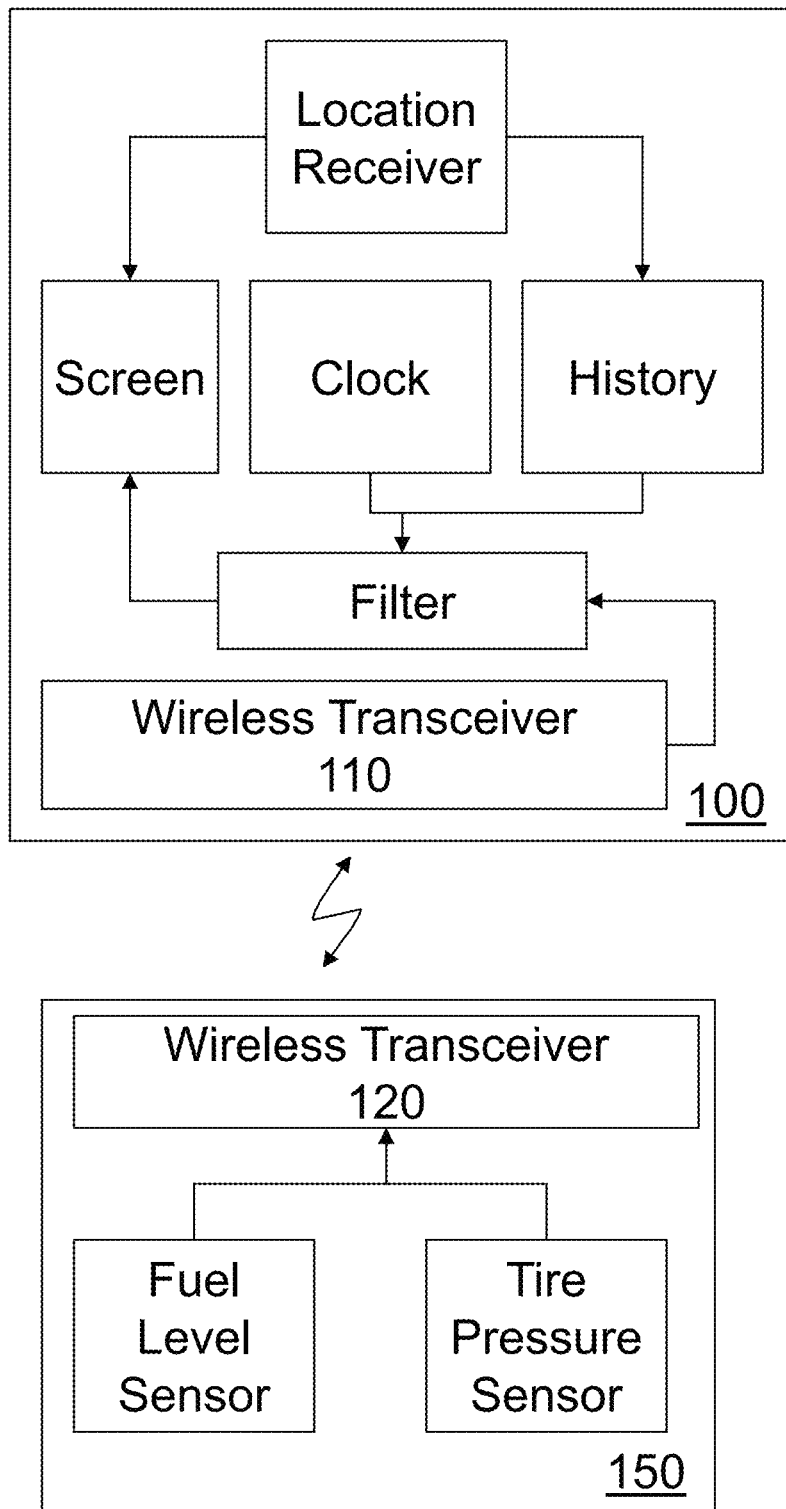 Location
Receiver
Screen
Clock
History
Filter
Wireless Transceiver
110
100
Wireless Transceiver
120
Fuel
Level
Sensor
Tire
Pressure
Sensor
150